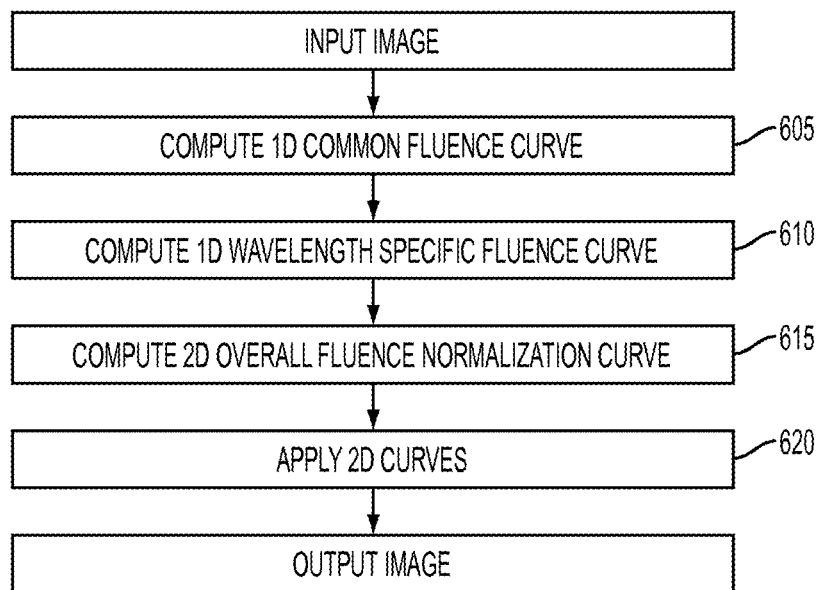 INPUT IMAGE
COMPUTE 1D COMMON FLUENCE CURVE
605
COMPUTE 1D WAVELENGTH SPECIFIC FLUENCE CURVE
610
COMPUTE 2D OVERALL FLUENCE NORMALIZATION CURVE
615
APPLY 2D CURVES
620
OUTPUT IMAGE